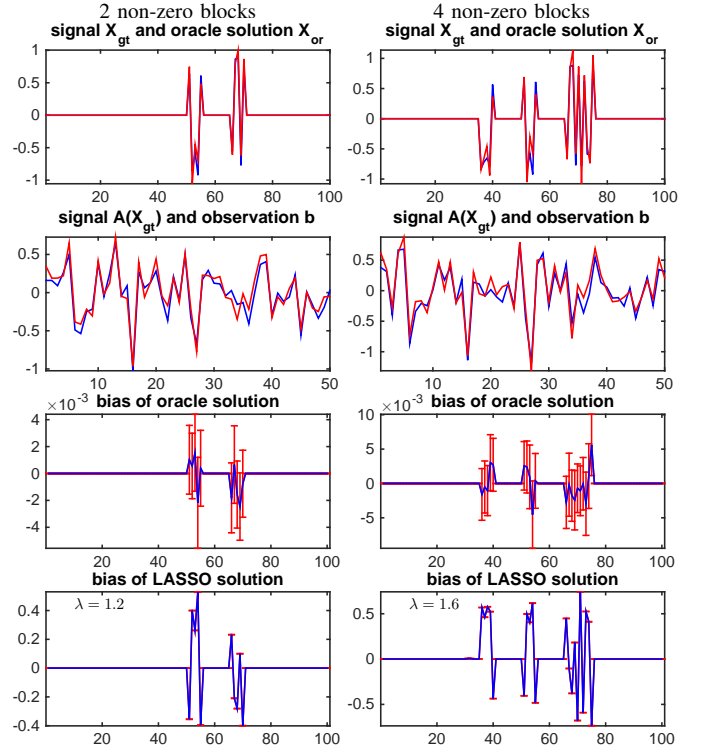 2 non-zero blocks 4 non-zero blocks
signal X_gt and oracle solution X_or signal X_gt and oracle solution X_or
1
0.5
0
-0.5
-1
20 40 60 80 100
1
0.5
0
-0.5
-1
20 40 60 80 100
signal A(X_gt) and observation b signal A(X_gt) and observation b
0.5
0
-0.5
-1
10 20 30 40 50
0.5
0
-0.5
-1
10 20 30 40 50
×10⁻³ bias of oracle solution
4
2
0
-2
-4
20 40 60 80 100
×10⁻³ bias of oracle solution
10
5
0
-5
20 40 60 80 100
bias of LASSO solution bias of LASSO solution
λ = 1.2
0.4
0.2
0
-0.2
-0.4
20 40 60 80 100
λ = 1.6
0.5
0
-0.5
20 40 60 80 100